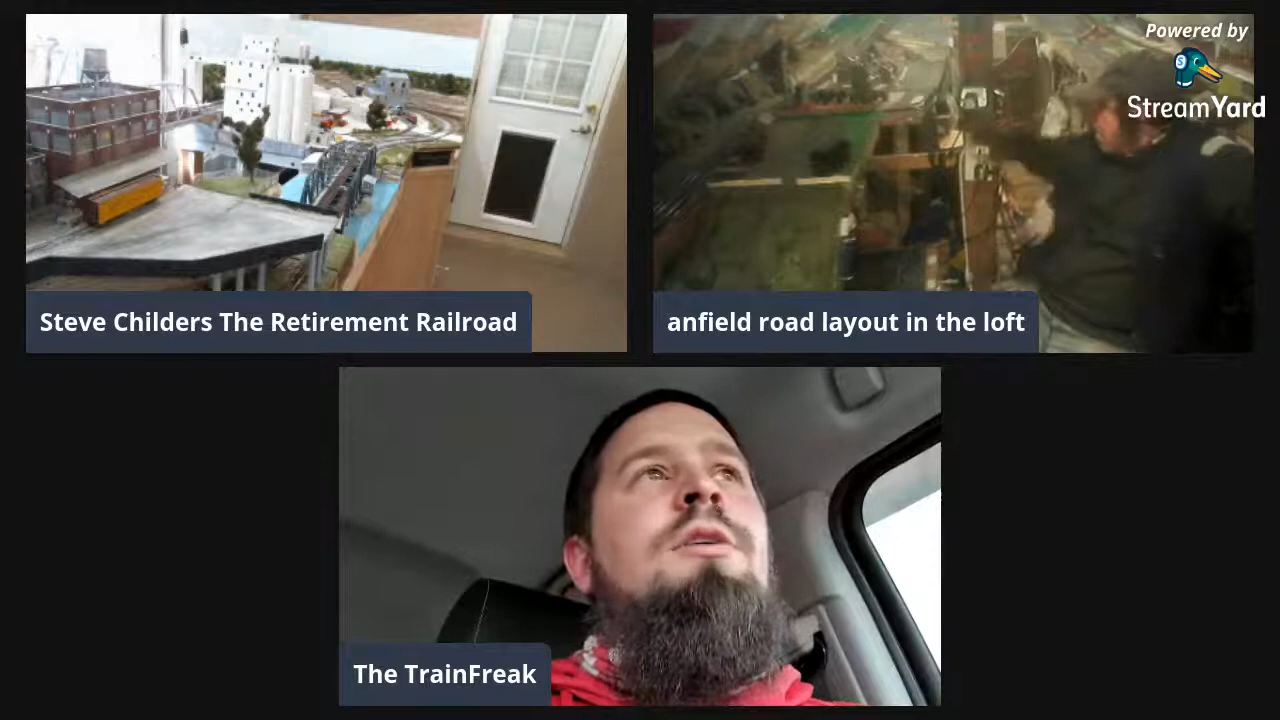 Powered by
StreamYard
Steve Childers The Retirement Railroad
anfield road layout in the loft
The TrainFreak